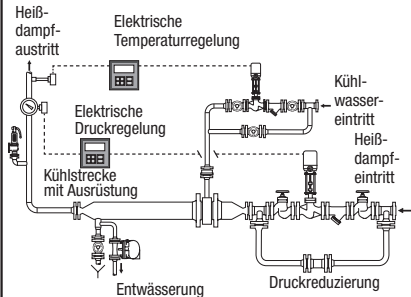 Heiß-
dampf-
austritt
Elektrische
Temperaturregelung
Kühl-
wasser-
eintritt
Elektrische
Druckregelung
Heiß-
dampf-
eintritt
Kühlstrecke
mit Ausrüstung
Entwässerung
Druckreduzierung